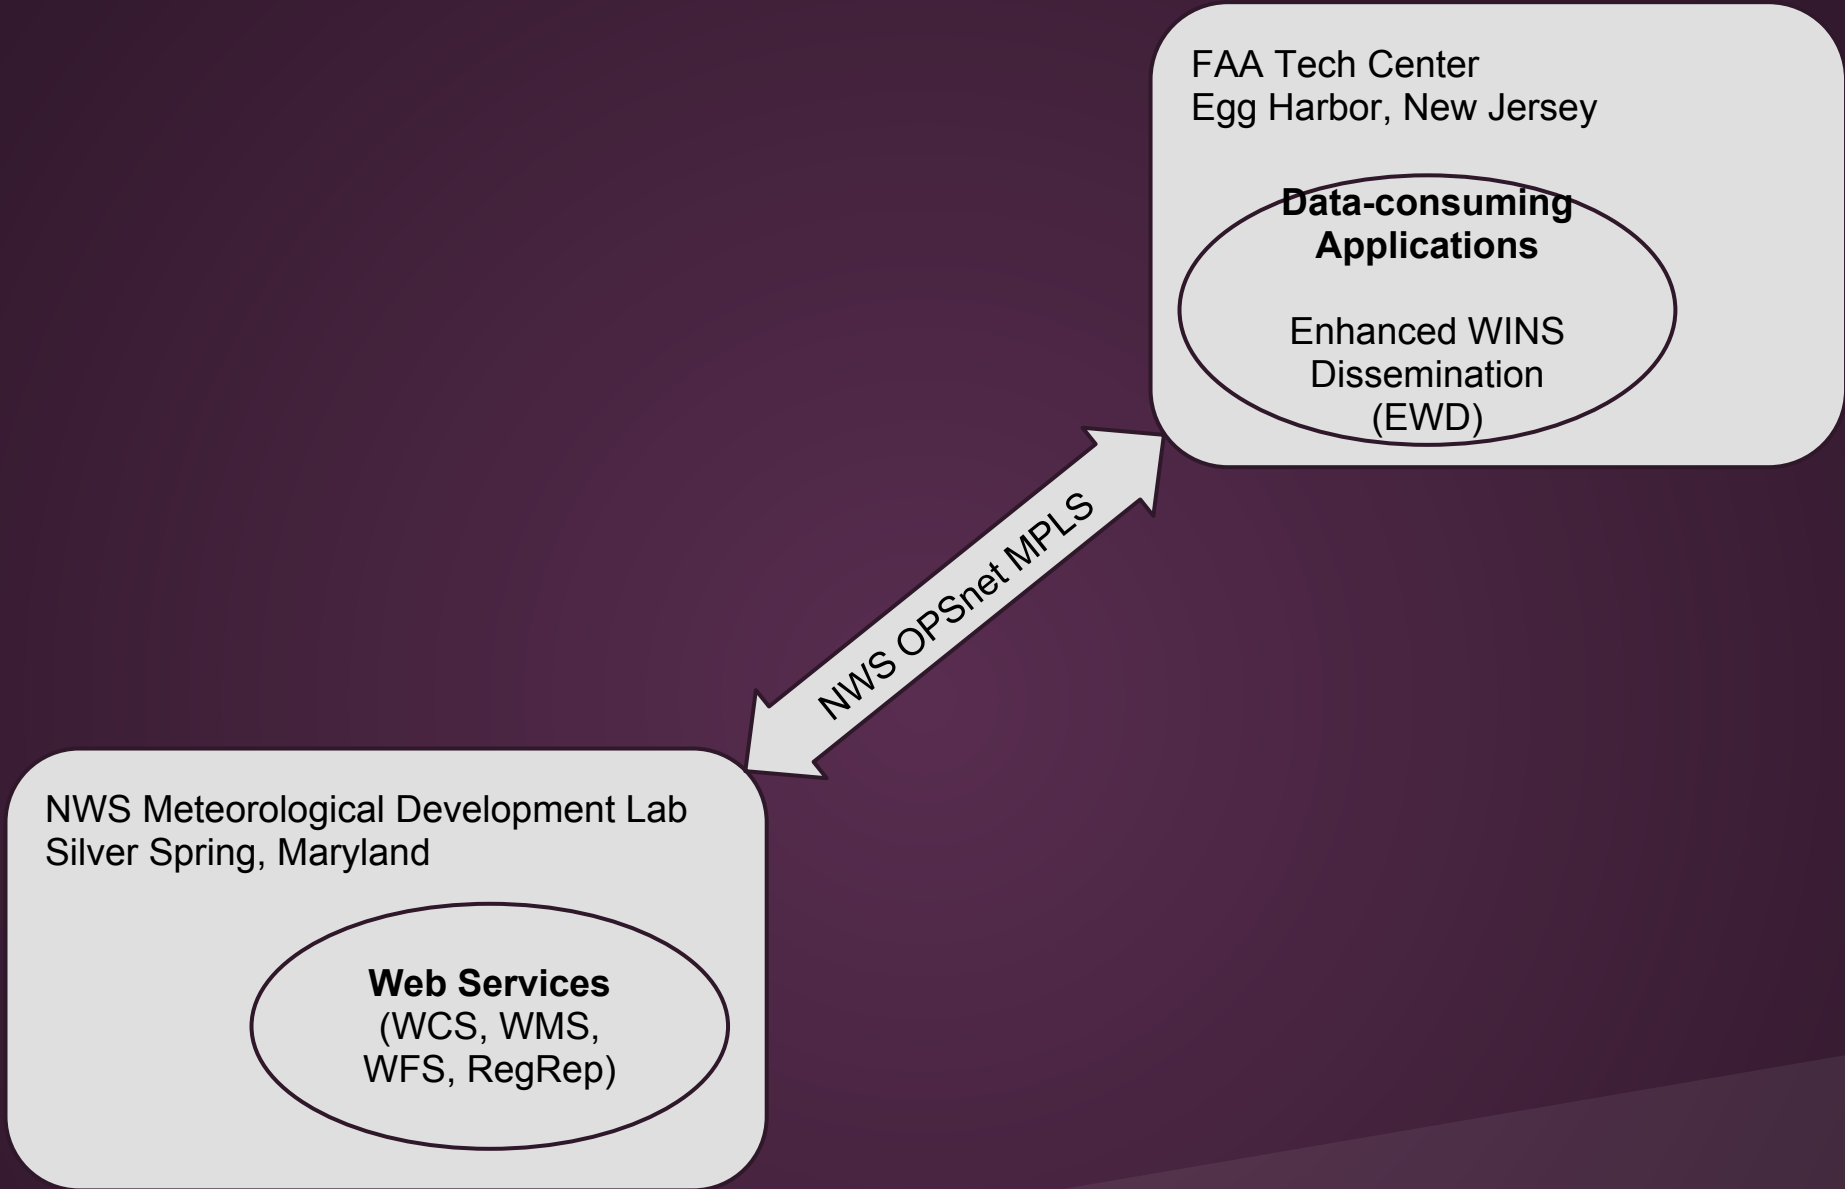 FAA Tech Center
Egg Harbor, New Jersey
Data-consuming
Applications
Enhanced WINS
Dissemination
(EWD)
NWS OPSnet MPLS
NWS Meteorological Development Lab
Silver Spring, Maryland
Web Services
(WCS, WMS,
WFS, RegRep)